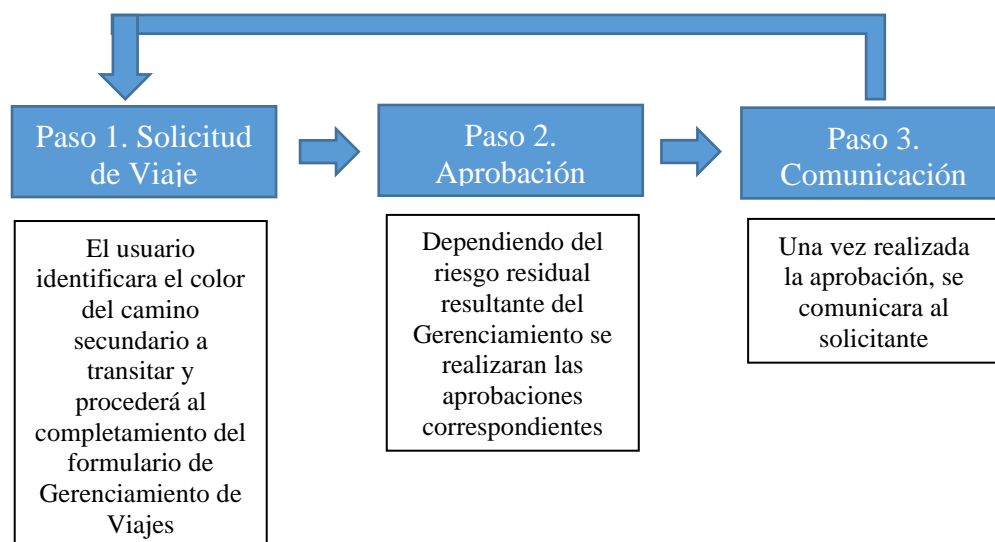 Paso 1. Solicitud
de Viaje
Paso 2.
Aprobación
Paso 3.
Comunicación
El usuario
identificara el color
del camino
secundario a
transitar y
procederá al
completamiento del
formulario de
Gerenciamiento de
Viajes
Dependiendo del
riesgo residual
resultante del
Gerenciamiento se
realizaran las
aprobaciones
correspondientes
Una vez realizada
la aprobación, se
comunicara al
solicitante